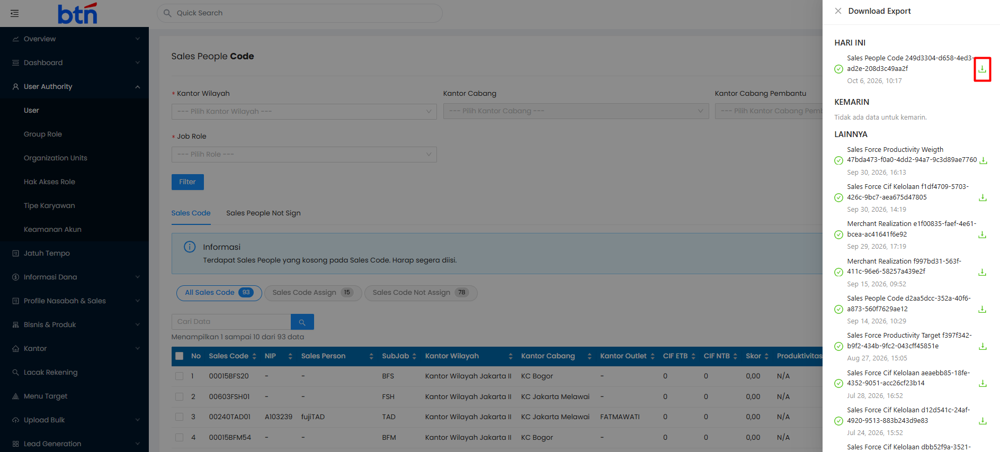 btn
Quick Search
Overview
Dashboard
User Authority
User
Group Role
Organization Units
Hak Akses Role
Tipe Karyawan
Keamanan Akun
Jatuh Tempo
Informasi Dana
Profile Nasabah & Sales
Bisnis & Produk
Kantor
Lacak Rekening
Menu Target
Upload Bulk
Lead Generation
Sales People Code
* Kantor Wilayah
Kantor Cabang
Kantor Cabang Pembantu
--- Pilih Kantor Wilayah ---
--- Pilih Kantor Cabang ---
--- Pilih Kantor Cabang Pemb
* Job Role
--- Pilih Role ---
Filter
Sales Code
Sales People Not Sign
Informasi
Terdapat Sales People yang kosong pada Sales Code. Harap segera diisi.
All Sales Code 93
Sales Code Assign 15
Sales Code Not Assign 78
Cari Data
Menampilkan 1 sampai 10 dari 93 data
No Sales Code NIP Sales Person SubJab Kantor Wilayah Kantor Cabang Kantor Outlet CIF ETB CIF NTB Skor Produktivitas
1 00015BFS20 - - BFS Kantor Wilayah Jakarta II KC Bogor - 0 0 0,00 N/A
2 00603FSH01 - - FSH Kantor Wilayah Jakarta II KC Jakarta Melawai - 0 0 0,00 N/A
3 00240TAD01 A103239 fujiTAD TAD Kantor Wilayah Jakarta II KC Jakarta Melawai FATMAWATI 0 0 0,00 N/A
4 00015BFM54 - - BFM Kantor Wilayah Jakarta II KC Bogor - 0 0 0,00 N/A
Download Export
HARI INI
Sales People Code 249d3304-d658-4ed3-
ad2e-208d3c49aa2f
Oct 6, 2026, 10:17
KEMARIN
Tidak ada data untuk kemarin.
LAINNYA
Sales Force Productivity Weigth
47bda473-f0a0-4dd2-94a7-9c3d89ae7760
Sep 30, 2026, 16:13
Sales Force Cif Kelolaan f1df4709-5703-
426c-9bc7-aea675d47805
Sep 30, 2026, 14:19
Merchant Realization e1f00835-faef-4e61-
bcea-ac41641f6e92
Sep 29, 2026, 17:19
Merchant Realization f997bd31-563f-
411c-96e6-58257a439e2f
Sep 15, 2026, 09:52
Sales People Code d2aa5dcc-352a-40f6-
a873-560f7629ae12
Sep 14, 2026, 10:29
Sales Force Productivity Target f397f342-
b9f2-434b-9fc2-043cff45851e
Aug 27, 2026, 15:05
Sales Force Cif Kelolaan aeaebb85-18fe-
4352-9051-acc26cf23b14
Jul 28, 2026, 16:52
Sales Force Cif Kelolaan d12d541c-24af-
4920-9513-883b243d9e83
Jul 24, 2026, 15:52
Sales Force Cif Kelolaan dbb52f9a-3521-